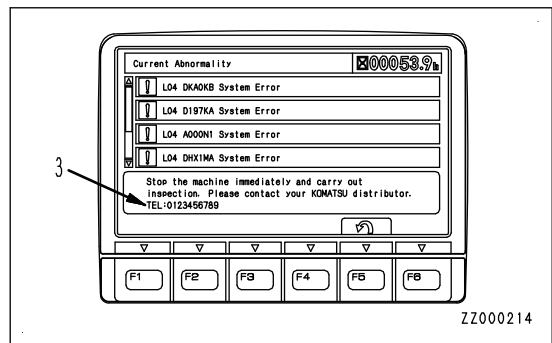 Current Abnormality 00053.9h
! L04 DKA0KB System Error
! L04 D197KA System Error
! L04 A000N1 System Error
! L04 DHX1MA System Error
3
Stop the machine immediately and carry out
inspection. Please contact your KOMATSU distributor.
TEL:0123456789
F1 F2 F3 F4 F5 F6
ZZ000214